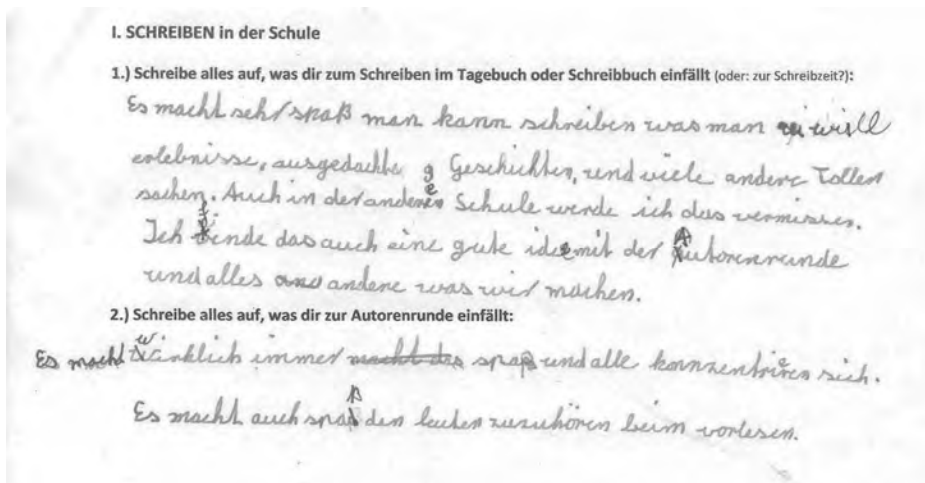 I. SCHREIBEN in der Schule
1.) Schreibe alles auf, was dir zum Schreiben im Tagebuch oder Schreibbuch einfällt (oder: zur Schreibzeit?):
Es macht sehr spaß man kann schreiben was man will
erlebnisse, ausgedachte Geschichten, und viele andere Tollen
sachen. Auch in der anderen Schule werde ich das vermissen.
Ich finde das auch eine gute idee mit der Autorenrunde
und alles andere was wir machen.
2.) Schreibe alles auf, was dir zur Autorenrunde einfällt:
Es macht wirklich immer macht das spaß und alle konnzentriren sich.
Es macht auch spaß den leuten zuzuhören beim vorlesen.